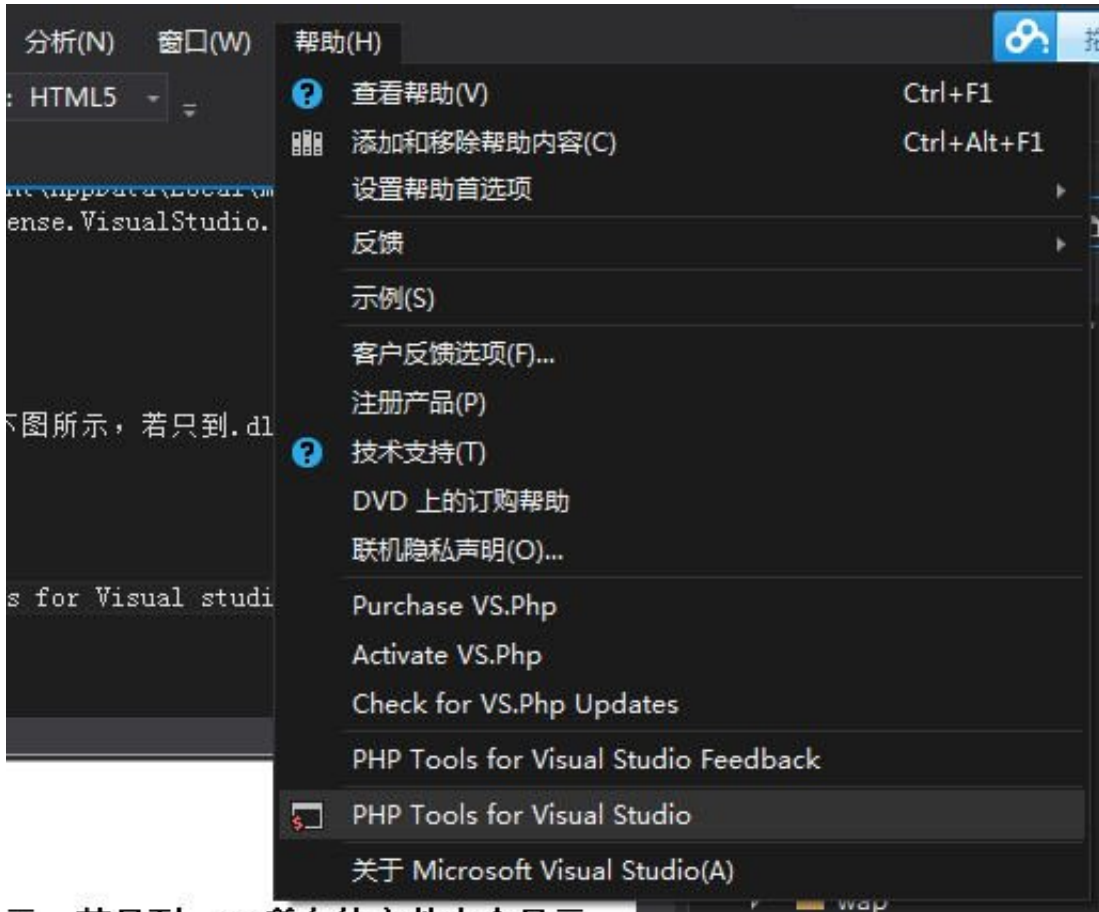 分析(N) 窗口(W) 帮助(H)
: HTML5
查看帮助(V) Ctrl+F1
添加和移除帮助内容(C) Ctrl+Alt+F1
设置帮助首选项
ense.VisualStudio.
反馈
示例(S)
客户反馈选项(F)...
注册产品(P)
图所示，若只到.dl
技术支持(T)
DVD 上的订购帮助
联机隐私声明(O)...
s for Visual studi
Purchase VS.Php
Activate VS.Php
Check for VS.Php Updates
PHP Tools for Visual Studio Feedback
PHP Tools for Visual Studio
关于 Microsoft Visual Studio(A)
wap